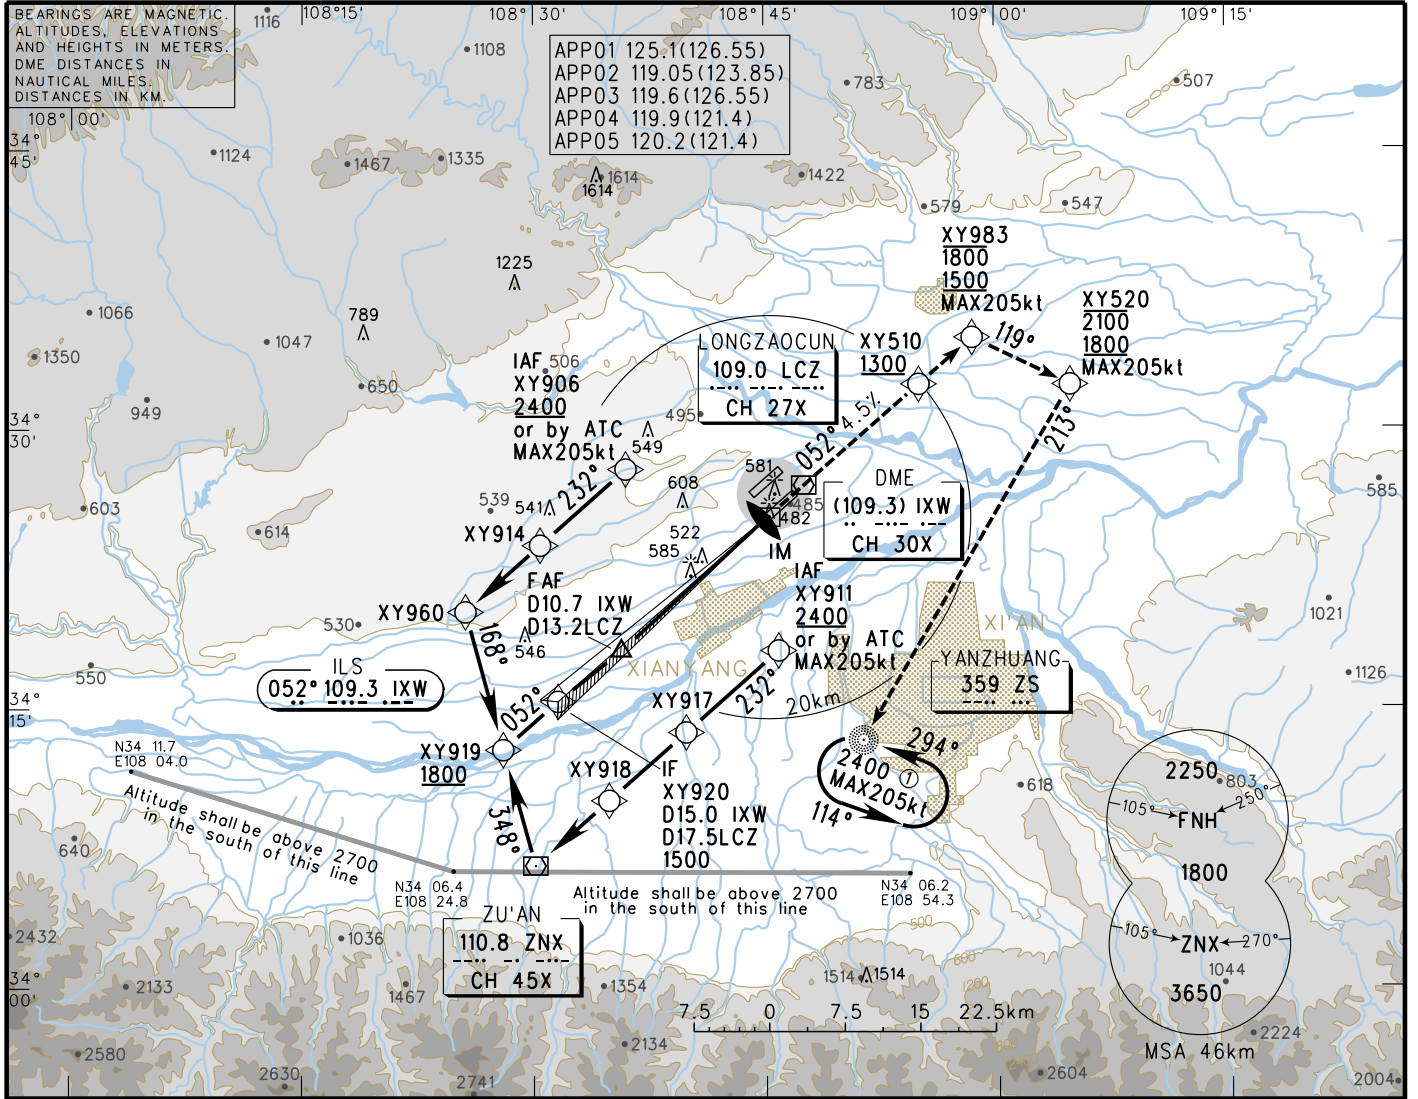 BEARINGS ARE MAGNETIC.
ALTITUDES, ELEVATIONS
AND HEIGHTS IN METERS.
DME DISTANCES IN
NAUTICAL MILES.
DISTANCES IN KM.
108° 00'
1116
108°15'
108° 30'
108° 45'
109° 00'
109° 15'
1108
APP01 125.1(126.55)
APP02 119.05(123.85)
APP03 119.6(126.55)
APP04 119.9(121.4)
APP05 120.2(121.4)
783
507
34°
45'
1124
1467
1335
1614
1614
1422
579
547
XY983
1800
1500
MAX205kt
1225
1066
789
1047
1350
XY520
2100
1800
MAX205kt
119°
LONGZAOCUN
109.0 LCZ
CH 27X
XY510
1300
IAF
XY906
2400
or by ATC
MAX205kt
506
650
949
495
549
34°
30'
052° 4.5%
213°
232°
581
485
482
608
539
541
603
614
585
DME
(109.3) IXW
CH 30X
XY914
522
585
IM
FAF
D10.7 IXW
D13.2LCZ
IAF
XY911
2400
or by ATC
MAX205kt
XY960
530
168°
546
1021
XI'AN
XIANYANG
YANZHUANG
359 ZS
550
1126
ILS
052° 109.3 IXW
052°
232°
20km
34°
15'
XY917
XY919
1800
N34 11.7
E108 04.0
XY918
IF
XY920
D15.0 IXW
D17.5LCZ
1500
294°
2400
MAX205kt
1
114°
618
2250
803
105°
250°
FNH
1800
Altitude shall be above 2700
in the south of this line
348°
640
N34 06.4
E108 24.8
Altitude shall be above 2700
in the south of this line
N34 06.2
E108 54.3
ZU'AN
110.8 ZNX
CH 45X
500
600
1200
105°
ZNX
270°
1044
3650
MSA 46km
2432
1036
34°
00'
2133
1467
1354
1514
1514
7.5 0 7.5 15 22.5km
2134
2224
2580
2630
2741
2604
2004